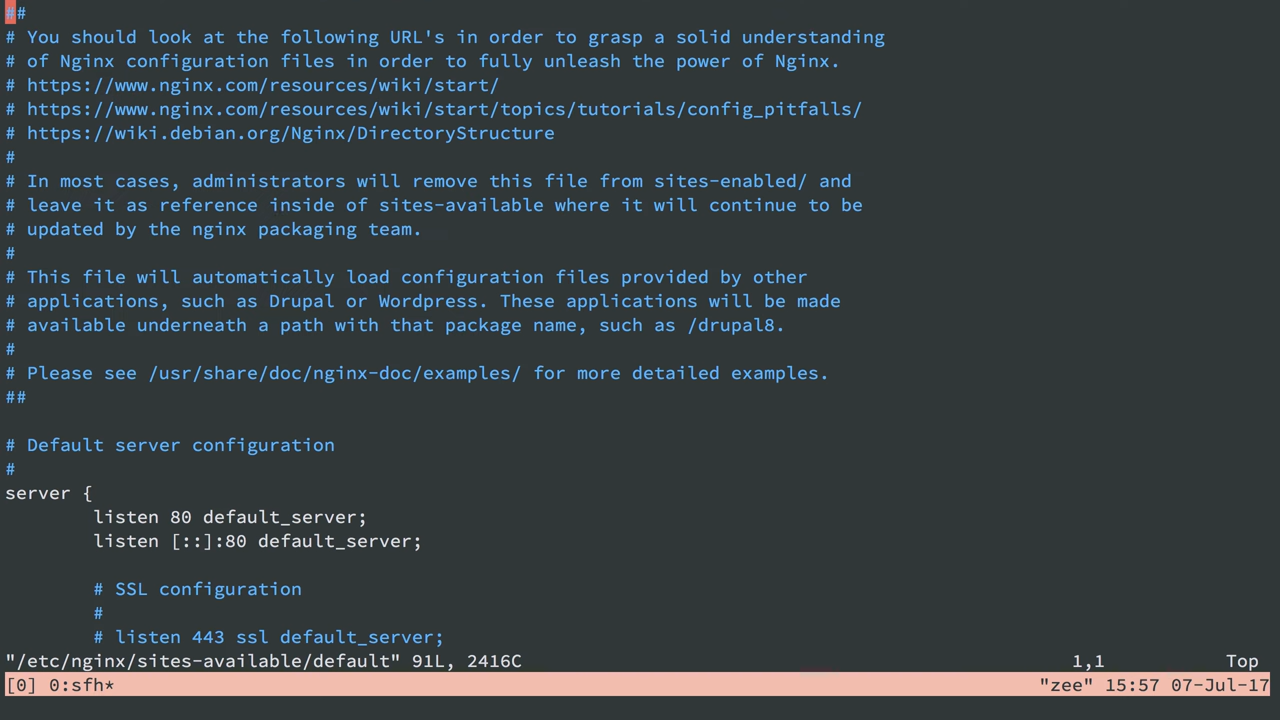 ##
# You should look at the following URL's in order to grasp a solid understanding
# of Nginx configuration files in order to fully unleash the power of Nginx.
# https://www.nginx.com/resources/wiki/start/
# https://www.nginx.com/resources/wiki/start/topics/tutorials/config_pitfalls/
# https://wiki.debian.org/Nginx/DirectoryStructure
#
# In most cases, administrators will remove this file from sites-enabled/ and
# leave it as reference inside of sites-available where it will continue to be
# updated by the nginx packaging team.
#
# This file will automatically load configuration files provided by other
# applications, such as Drupal or Wordpress. These applications will be made
# available underneath a path with that package name, such as /drupal8.
#
# Please see /usr/share/doc/nginx-doc/examples/ for more detailed examples.
##

# Default server configuration
#
server {
        listen 80 default_server;
        listen [::]:80 default_server;

        # SSL configuration
        #
        # listen 443 ssl default_server;
"/etc/nginx/sites-available/default" 91L, 2416C 1,1 Top
[0] 0:sfh* "zee" 15:57 07-Jul-17